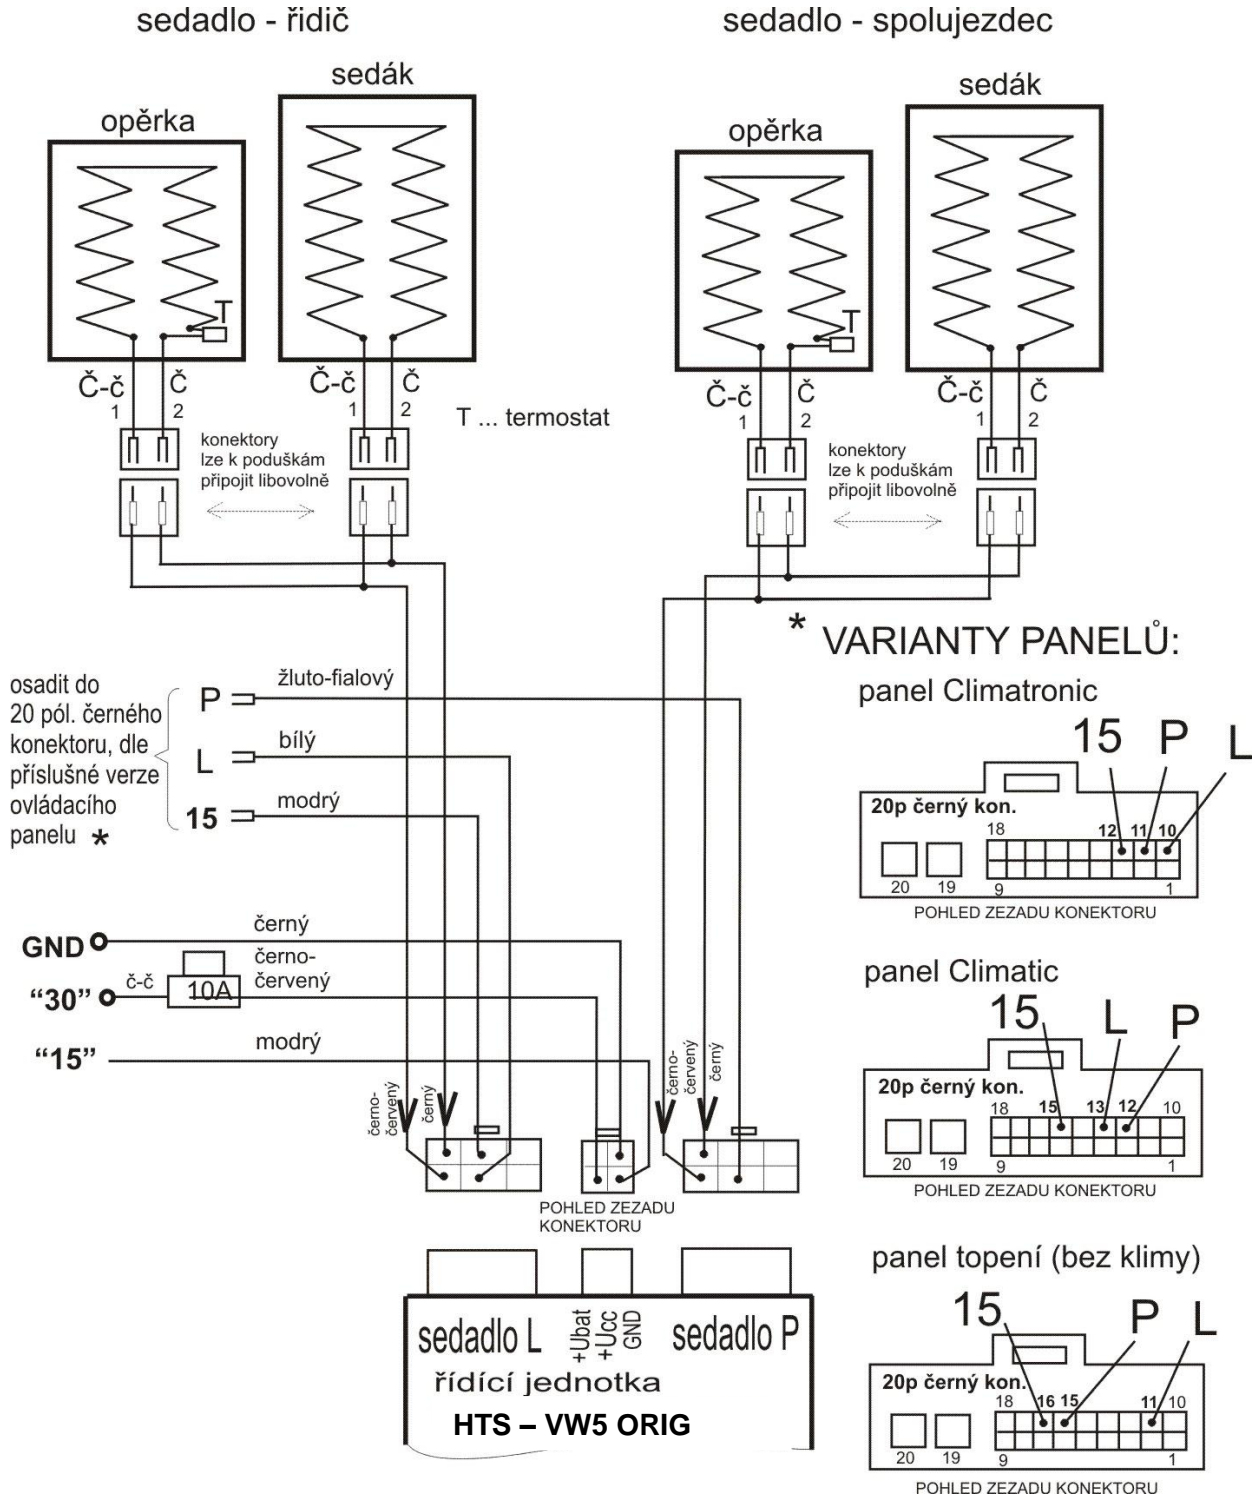 sedadlo - řidič
sedadlo - spolujezdec
sedák
opěrka
T
Č-č
1
Č
2
Č-č
1
Č
2
T ... termostat
konektory
lze k poduškám
připojit libovolně
sedák
opěrka
T
Č-č
1
Č
2
Č-č
1
Č
2
konektory
lze k poduškám
připojit libovolně
osadit do
20 pól. černého
konektoru, dle
příslušné verze
ovládacího
panelu *
P
žluto-fialový
L
bílý
15
modrý
GND
černý
“30”
č-č
10A
černo-
červený
“15”
modrý
černo-
červený
černý
černo-
červený
černý
POHLED ZEZADU
KONEKTORU
sedadlo L
+Ubat
+Ucc
GND
sedadlo P
řídící jednotka
HTS – VW5 ORIG
* VARIANTY PANELŮ:
panel Climatronic
15 P L
20p černý kon.
18 12 11 10
20 19 9 1
POHLED ZEZADU KONEKTORU
panel Climatic
15 L P
20p černý kon.
18 15 13 12 10
20 19 9 1
POHLED ZEZADU KONEKTORU
panel topení (bez klimy)
15 P L
20p černý kon.
18 16 15 11 10
20 19 9 1
POHLED ZEZADU KONEKTORU